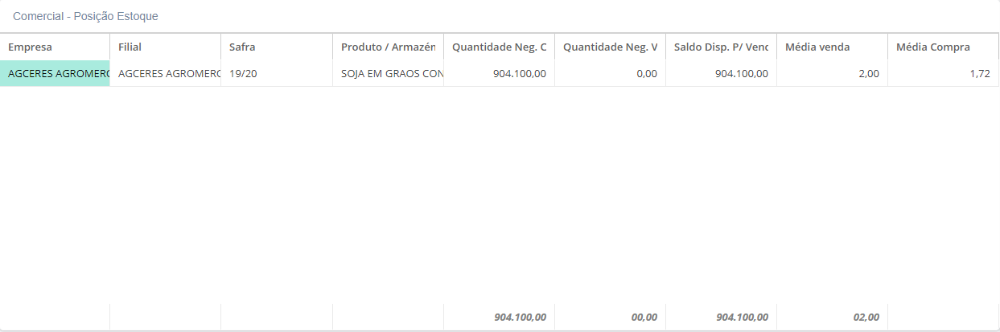 Comercial - Posição Estoque
Empresa Filial Safra Produto / Armazén Quantidade Neg. C Quantidade Neg. V Saldo Disp. P/ Venc Média venda Média Compra
AGCERES AGROMERC AGCERES AGROMERC 19/20 SOJA EM GRAOS CON 904.100,00 0,00 904.100,00 2,00 1,72
904.100,00 00,00 904.100,00 02,00